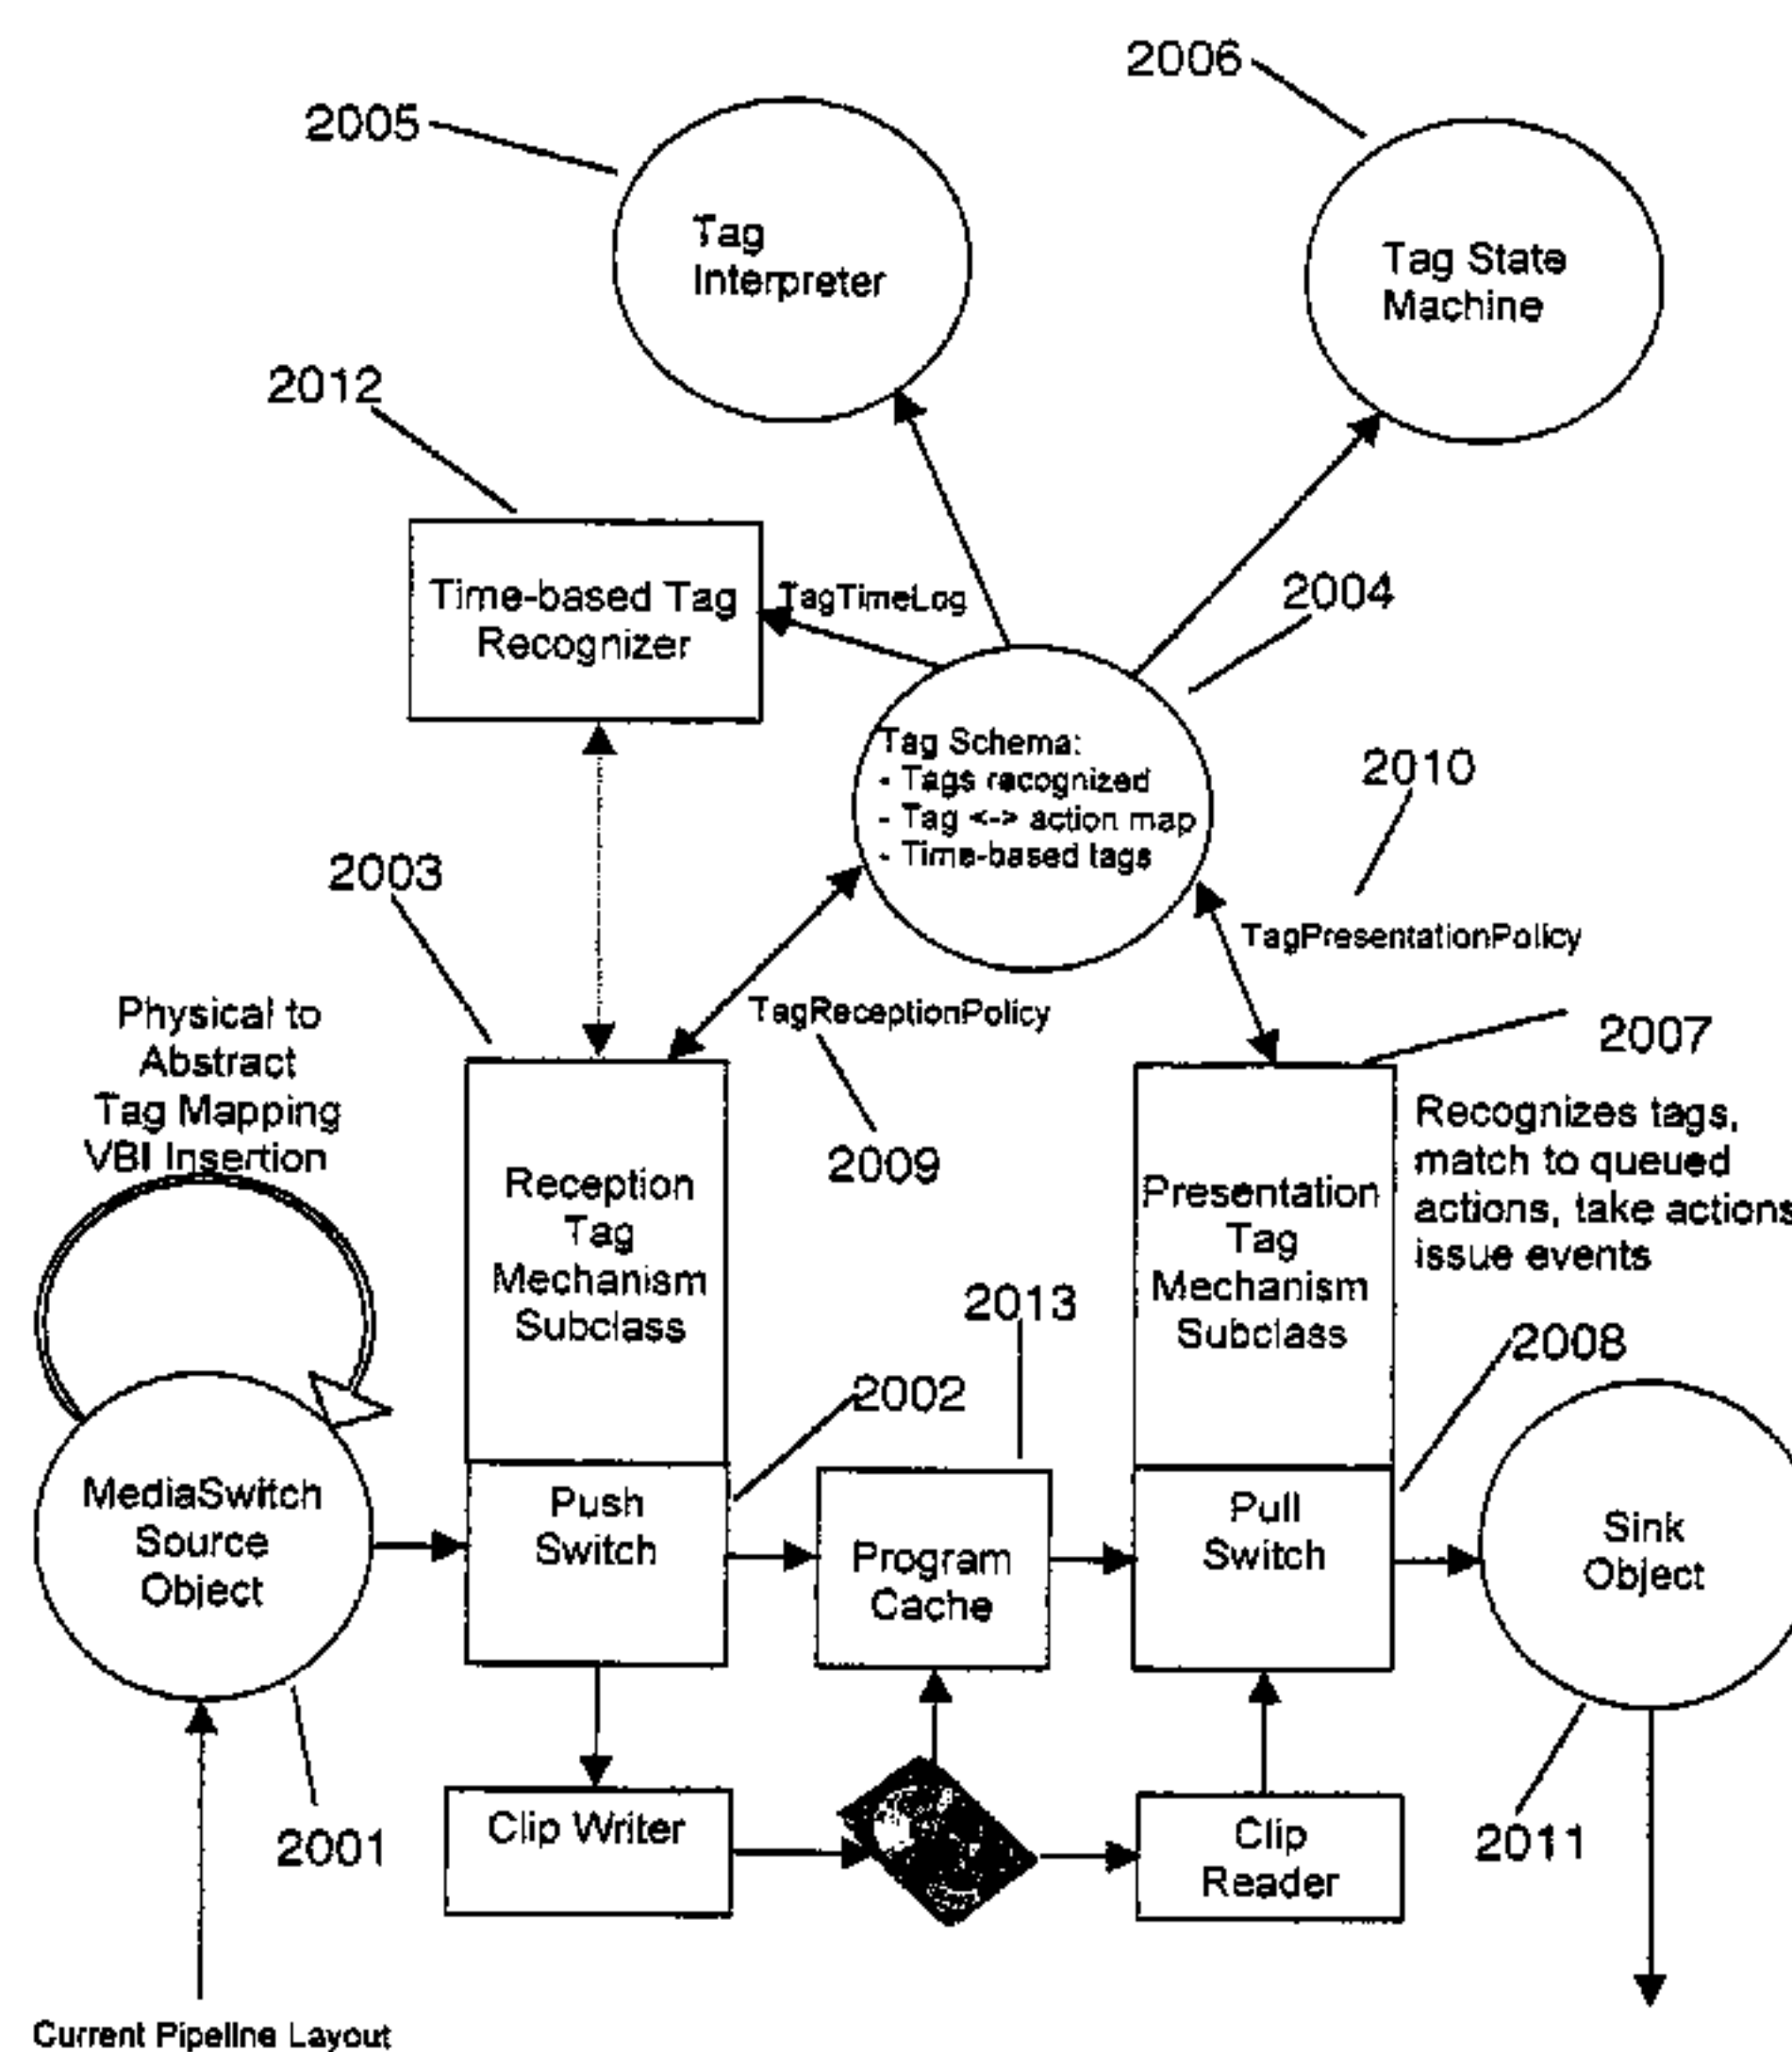 2006
2005
Tag
Interpreter
Tag State
Machine
2012
Time-based Tag
Recognizer
TagTimeLog
2004
Tag Schema:
- Tags recognized
- Tag <-> action map
- Time-based tags
2010
2003
TagPresentationPolicy
TagReceptionPolicy
2009
Physical to
Abstract
Tag Mapping
VBI Insertion
2007
Recognizes tags,
match to queued
actions, take actions
issue events
Reception
Tag
Mechanism
Subclass
Presentation
Tag
Mechanism
Subclass
2013
2008
2002
MediaSwitch
Source
Object
Push
Switch
Program
Cache
Pull
Switch
Sink
Object
2001
Clip Writer
Clip
Reader
2011
Current Pipeline Layout